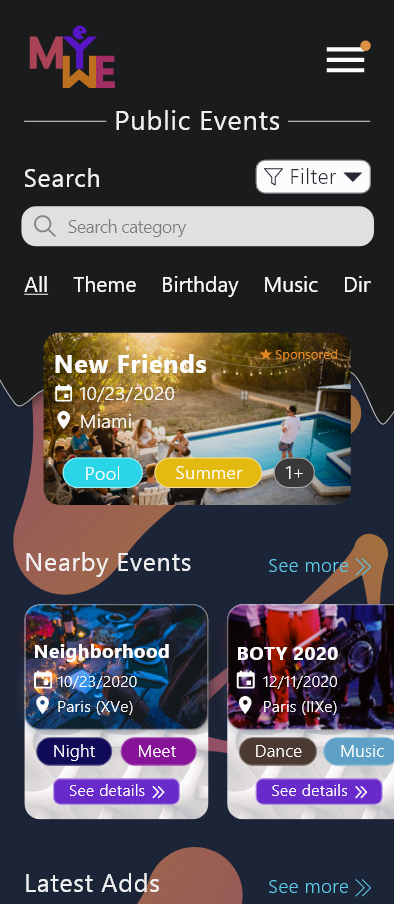 MYWE
Public Events
Search
Filter
Search category
All Theme Birthday Music Dir
New Friends
Sponsored
10/23/2020
Miami
Pool Summer 1+
Nearby Events
See more
Neighborhood
10/23/2020
Paris (XVe)
Night Meet
See details
BOTY 2020
12/11/2020
Paris (IIXe)
Dance Music
See details
Latest Adds
See more